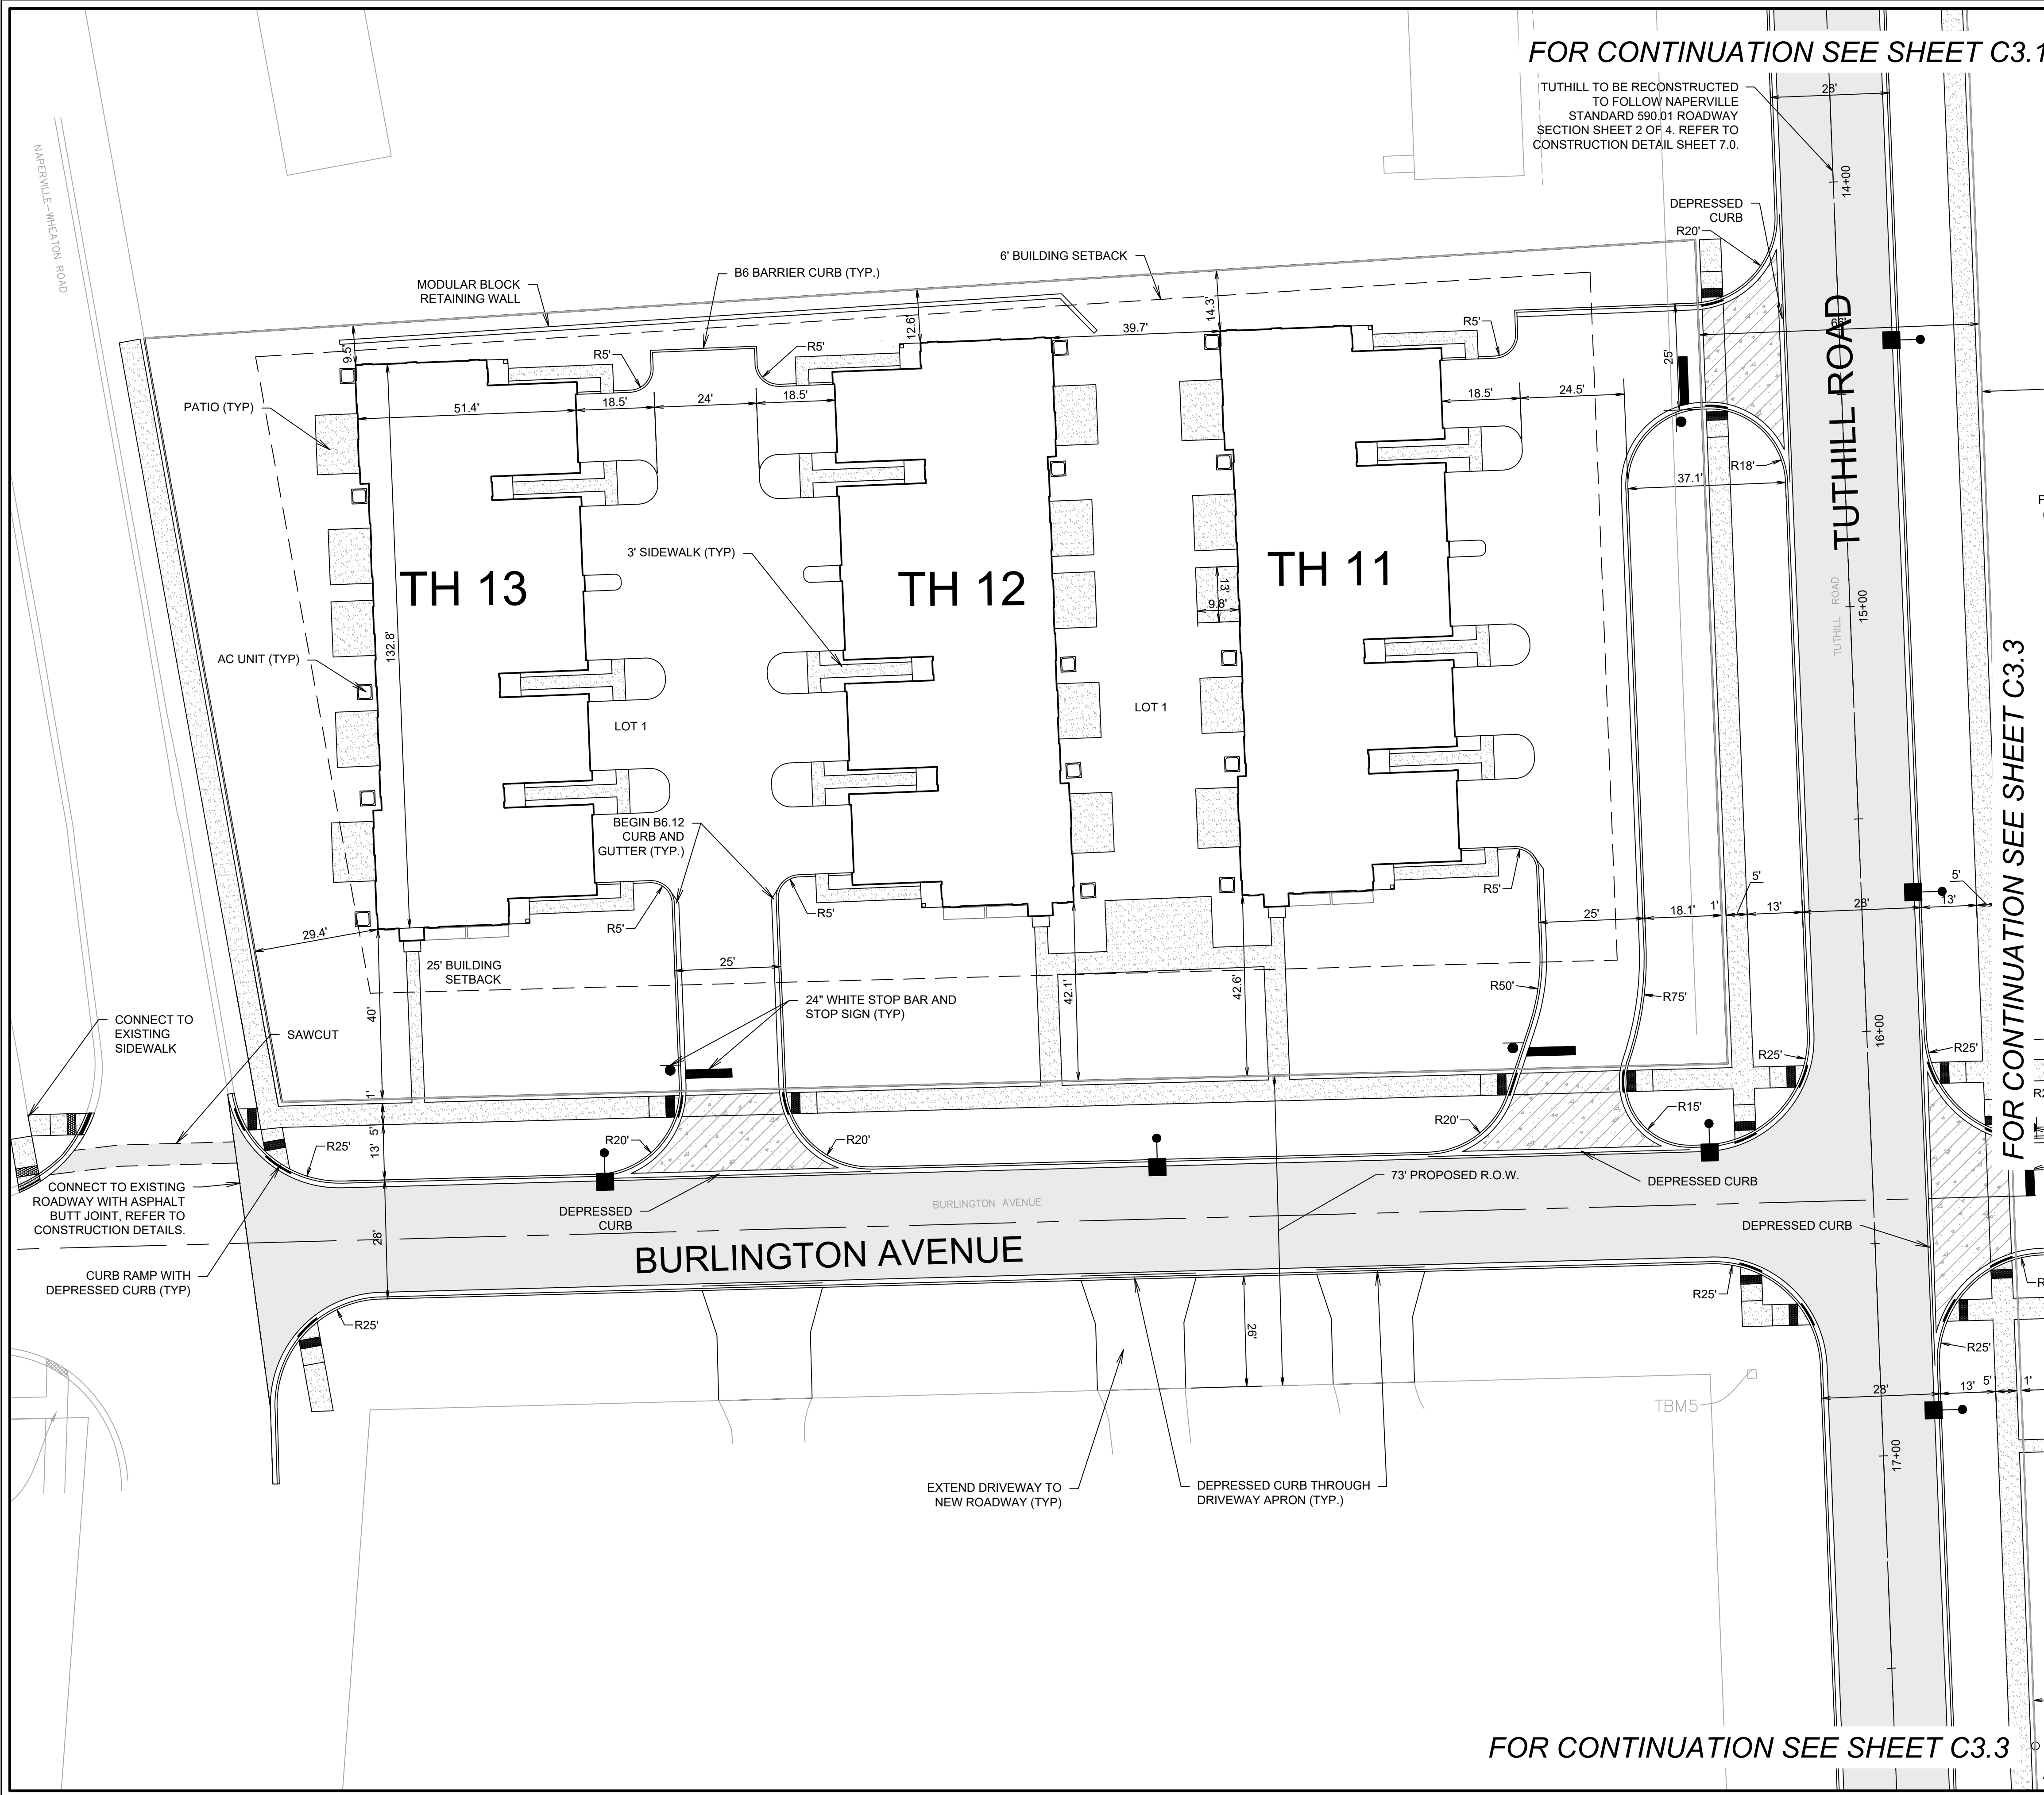 FOR CONTINUATION SEE SHEET C3.1
TUTHILL TO BE RECONSTRUCTED
TO FOLLOW NAPERVILLE
STANDARD 590.01 ROADWAY
SECTION SHEET 2 OF 4. REFER TO
CONSTRUCTION DETAIL SHEET 7.0.
28'
14+00
NAPERVILLE-WHEATON ROAD
DEPRESSED
CURB
R20'
6' BUILDING SETBACK
B6 BARRIER CURB (TYP.)
MODULAR BLOCK
RETAINING WALL
TUTHILL ROAD
66'
14.3'
12.6'
9.5'
39.7'
R5'
R5'
R5'
25'
PATIO (TYP)
51.4'
18.5'
24'
18.5'
18.5'
24.5'
R18'
37.1'
3' SIDEWALK (TYP)
TH 13
TH 12
TH 11
13'
9.8'
TUTHILL ROAD
15+00
132.8'
AC UNIT (TYP)
LOT 1
LOT 1
FOR CONTINUATION SEE SHEET C3.3
BEGIN B6.12
CURB AND
GUTTER (TYP.)
R5'
R5'
R5'
5'
5'
25'
18.1'
1'
13'
28'
13'
29.4'
25' BUILDING
SETBACK
25'
42.1'
42.6'
R50'
R75'
40'
24" WHITE STOP BAR AND
STOP SIGN (TYP)
CONNECT TO
EXISTING
SIDEWALK
SAWCUT
16+00
R25'
R25'
1'
5'
13'
R15'
R25'
R20'
R20'
R20'
CONNECT TO EXISTING
ROADWAY WITH ASPHALT
BUTT JOINT, REFER TO
CONSTRUCTION DETAILS.
73' PROPOSED R.O.W.
DEPRESSED CURB
DEPRESSED
CURB
BURLINGTON AVENUE
DEPRESSED CURB
28'
BURLINGTON AVENUE
CURB RAMP WITH
DEPRESSED CURB (TYP)
R25'
R25'
26'
R25'
28'
13'
5'
1'
TBM5
17+00
EXTEND DRIVEWAY TO
NEW ROADWAY (TYP)
DEPRESSED CURB THROUGH
DRIVEWAY APRON (TYP.)
FOR CONTINUATION SEE SHEET C3.3